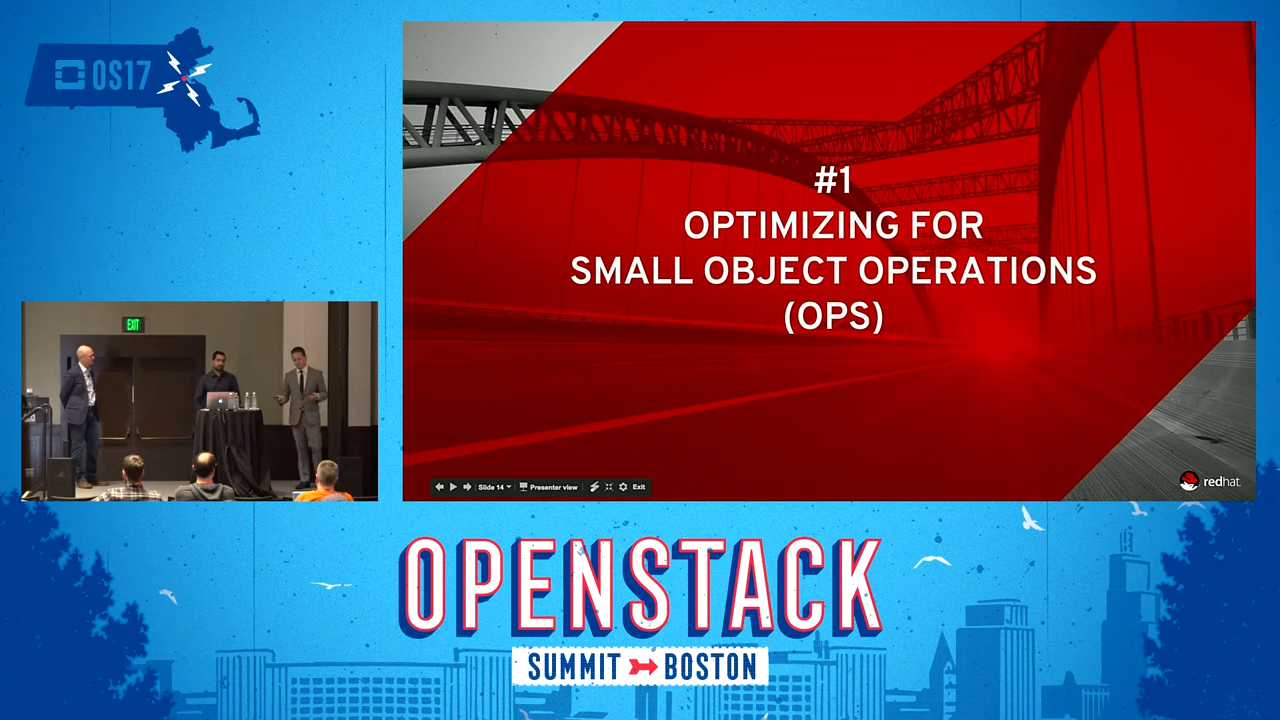 OS17
#1
OPTIMIZING FOR
SMALL OBJECT OPERATIONS
(OPS)
EXIT
Slide 14
Presenter view
Exit
redhat.
OPENSTACK
SUMMIT BOSTON